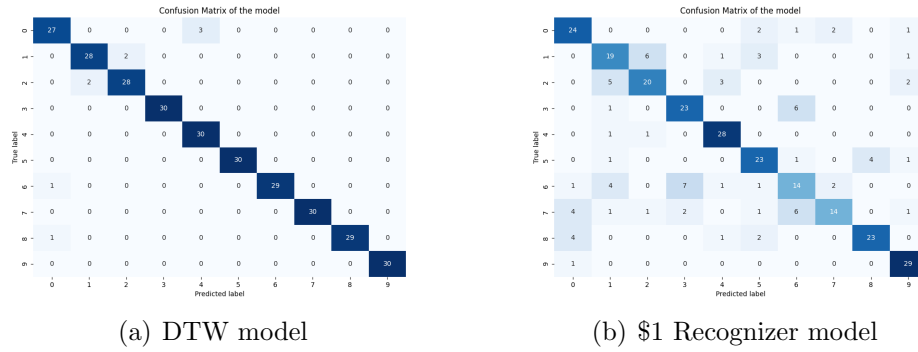 Confusion Matrix of the model
0 27 0 0 0 3 0 0 0 0 0
1 0 28 2 0 0 0 0 0 0 0
2 0 2 28 0 0 0 0 0 0 0
3 0 0 0 30 0 0 0 0 0 0
4 0 0 0 0 30 0 0 0 0 0
5 0 0 0 0 0 30 0 0 0 0
6 1 0 0 0 0 0 29 0 0 0
7 0 0 0 0 0 0 0 30 0 0
8 1 0 0 0 0 0 0 0 29 0
9 0 0 0 0 0 0 0 0 0 30
0 1 2 3 4 5 6 7 8 9
True label
Predicted label
(a) DTW model
Confusion Matrix of the model
0 24 0 0 0 0 2 1 2 0 1
1 0 19 6 0 1 3 0 0 0 1
2 0 5 20 0 3 0 0 0 0 2
3 0 1 0 23 0 0 6 0 0 0
4 0 1 1 0 28 0 0 0 0 0
5 0 1 0 0 0 23 1 0 4 1
6 1 4 0 7 1 1 14 2 0 0
7 4 1 1 2 0 1 6 14 0 1
8 4 0 0 0 1 2 0 0 23 0
9 1 0 0 0 0 0 0 0 0 29
0 1 2 3 4 5 6 7 8 9
True label
Predicted label
(b) $1 Recognizer model